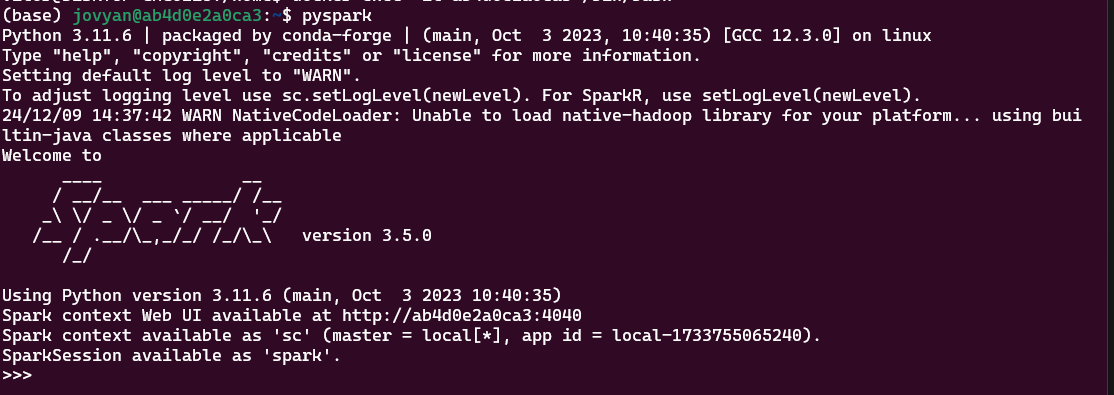 (base) jovyan@ab4d0e2a0ca3:~$ pyspark
Python 3.11.6 | packaged by conda-forge | (main, Oct  3 2023, 10:40:35) [GCC 12.3.0] on linux
Type "help", "copyright", "credits" or "license" for more information.
Setting default log level to "WARN".
To adjust logging level use sc.setLogLevel(newLevel). For SparkR, use setLogLevel(newLevel).
24/12/09 14:37:42 WARN NativeCodeLoader: Unable to load native-hadoop library for your platform... using bui
ltin-java classes where applicable
Welcome to
      ____              __
     / __/__  ___ _____/ /__
    _\ \/ _ \/ _ `/ __/  '_/
   /__ / .__/\_,_/_/ /_/\_\   version 3.5.0
      /_/
Using Python version 3.11.6 (main, Oct  3 2023 10:40:35)
Spark context Web UI available at http://ab4d0e2a0ca3:4040
Spark context available as 'sc' (master = local[*], app id = local-1733755065240).
SparkSession available as 'spark'.
>>>